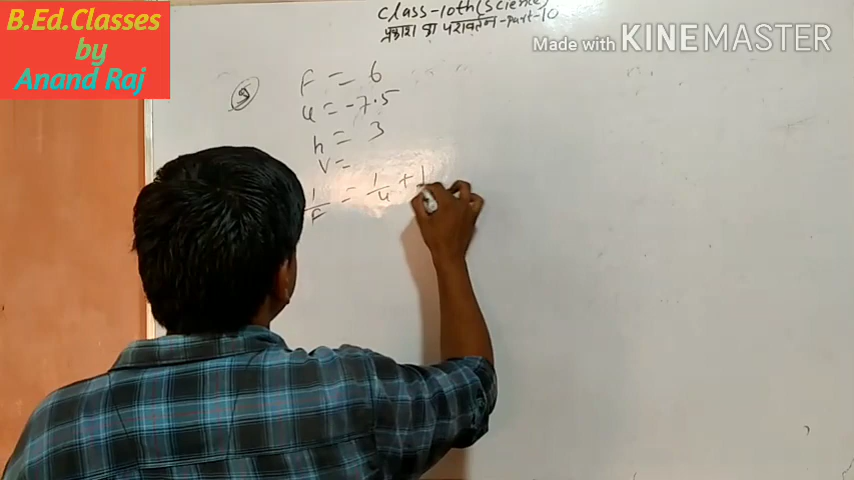 B.Ed.Classes
by
Anand Raj
Class-10th(Science)
प्रकाश का परावर्तन-Part-10
Made with KINEMASTER
9
F = 6
u = -7.5
h = 3
V =
1/F = 1/u + 1